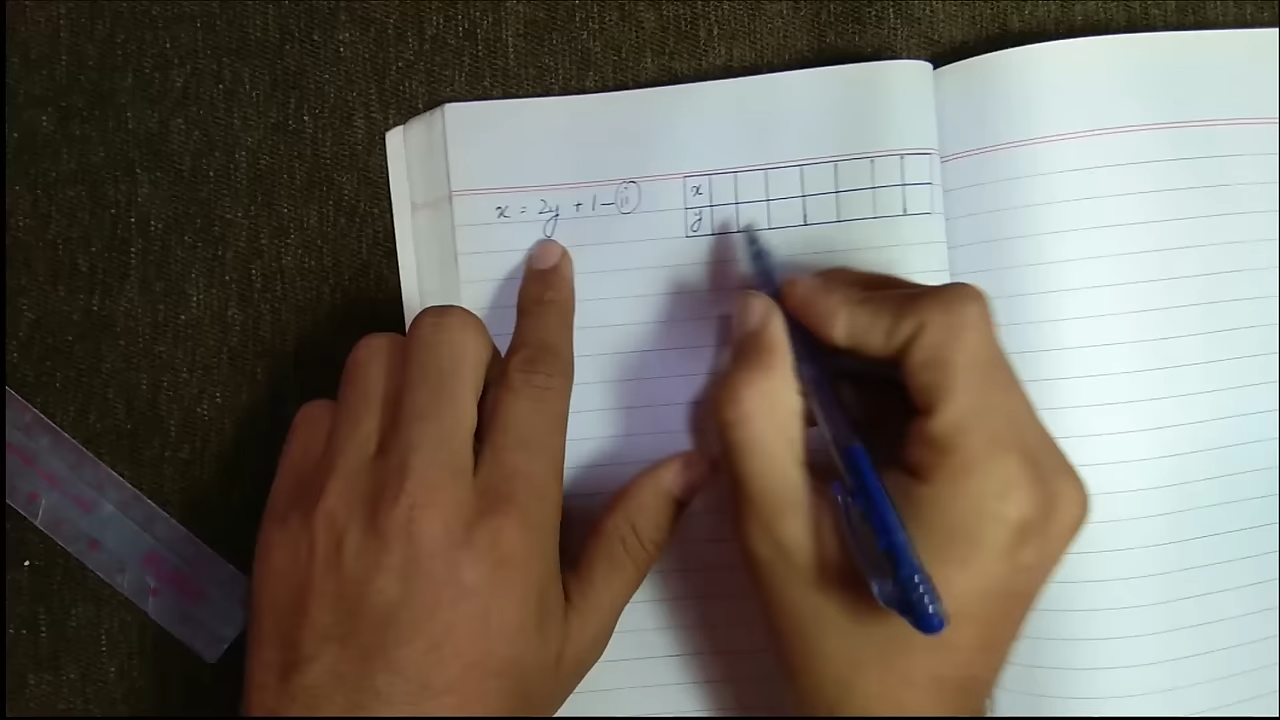 x = 2y + 1 - ii
x
y